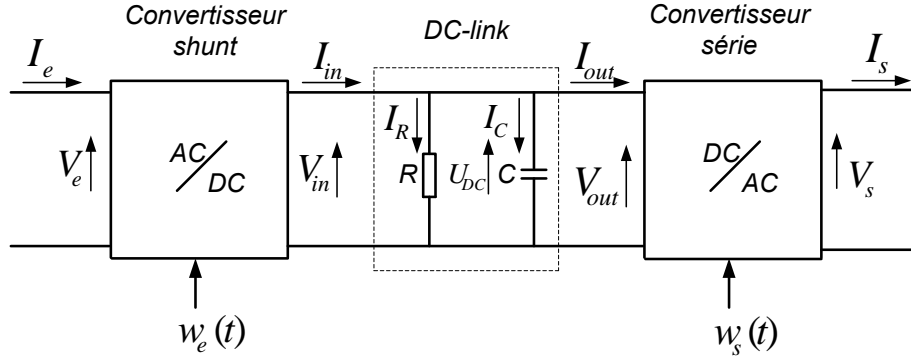 Convertisseur
shunt
DC-link
Convertisseur
série
I_e
I_in
I_out
I_s
I_R
I_C
V_e
AC
DC
V_in
R
U_DC
C
V_out
DC
AC
V_s
w_e(t)
w_s(t)